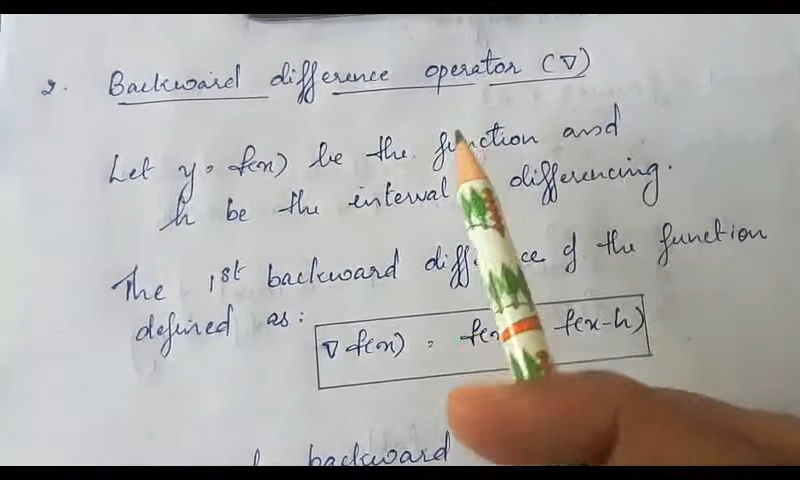 2. Backward difference operator (∇)
Let y = f(x) be the function and
h be the interval differencing.
The 1st backward difference of the function
defined as:
∇ f(x) = f(x) f(x-h)
backward